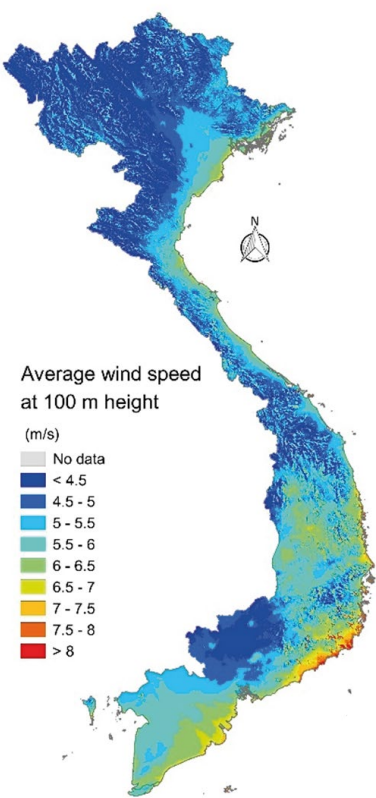 N
Average wind speed
at 100 m height
(m/s)
No data
< 4.5
4.5 - 5
5 - 5.5
5.5 - 6
6 - 6.5
6.5 - 7
7 - 7.5
7.5 - 8
> 8